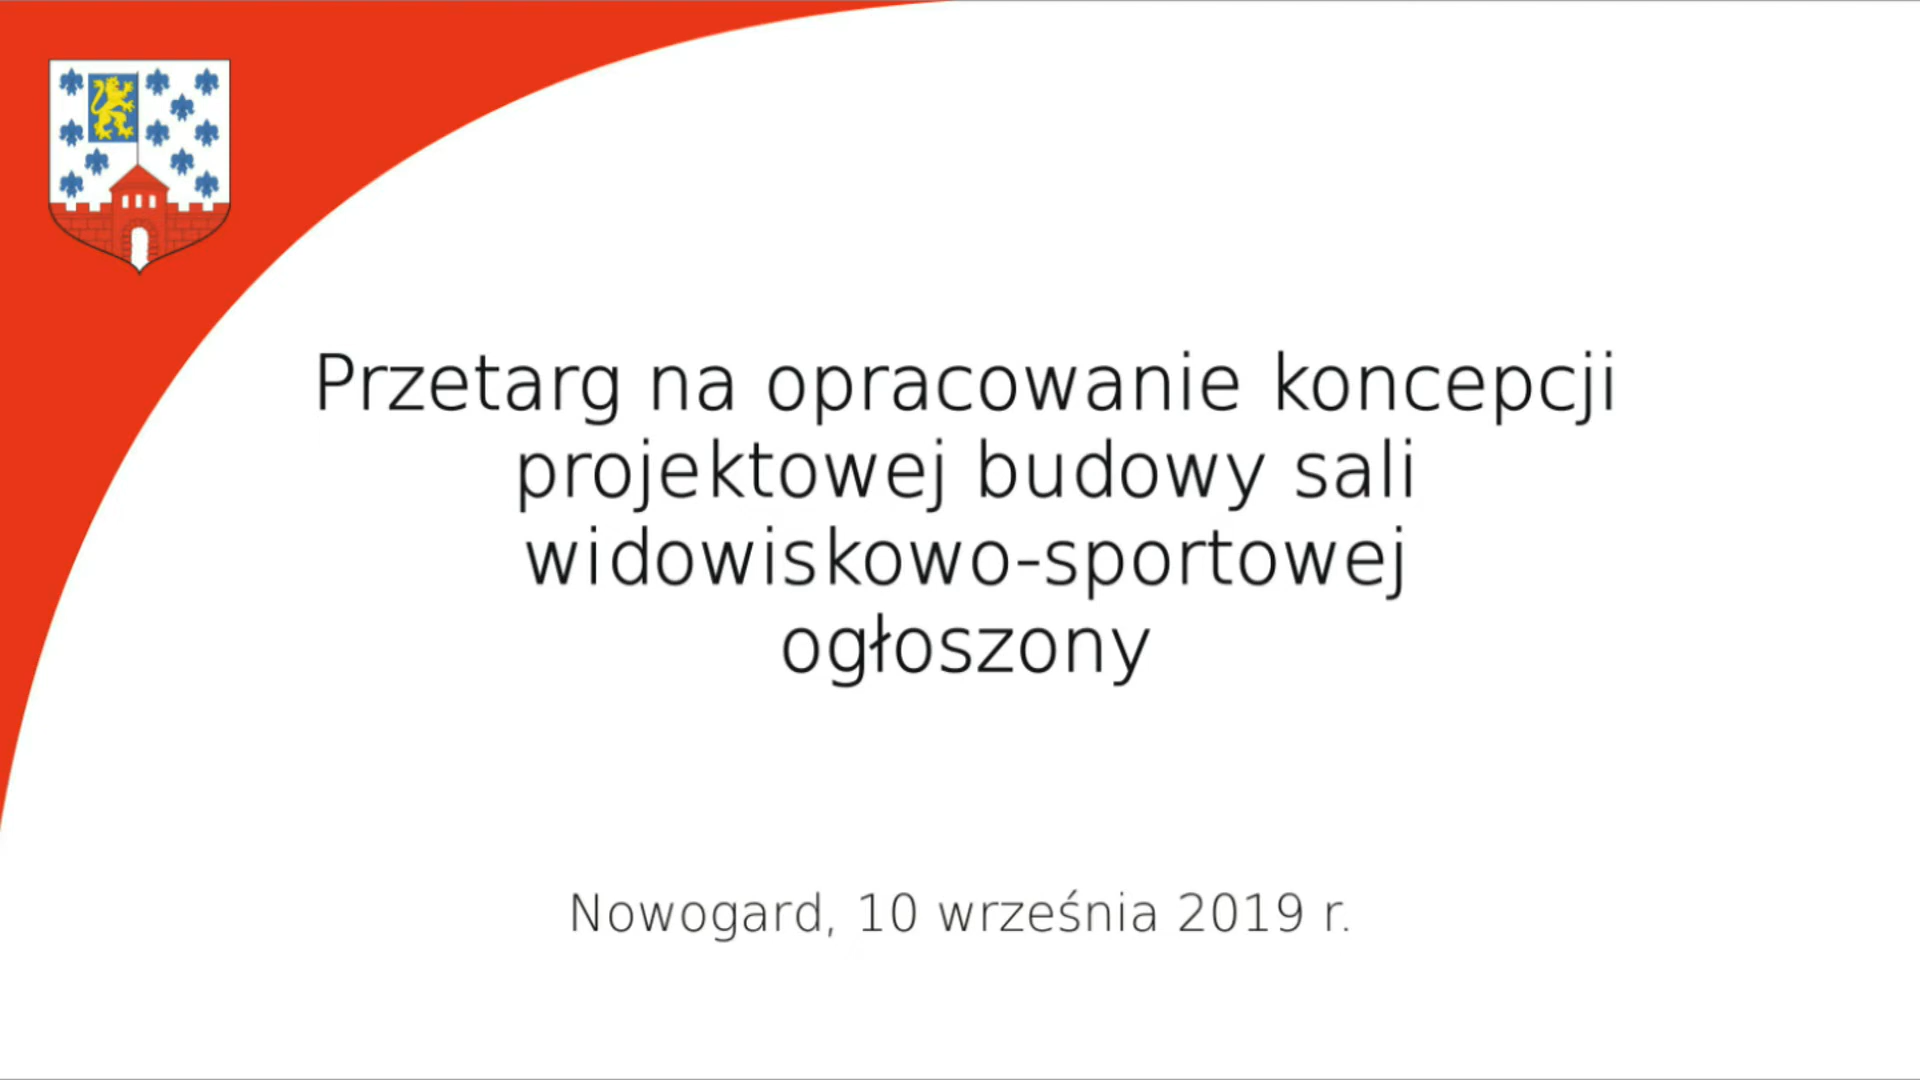 Przetarg na opracowanie koncepcji
projektowej budowy sali
widowiskowo-sportowej
ogłoszony
Nowogard, 10 września 2019 r.